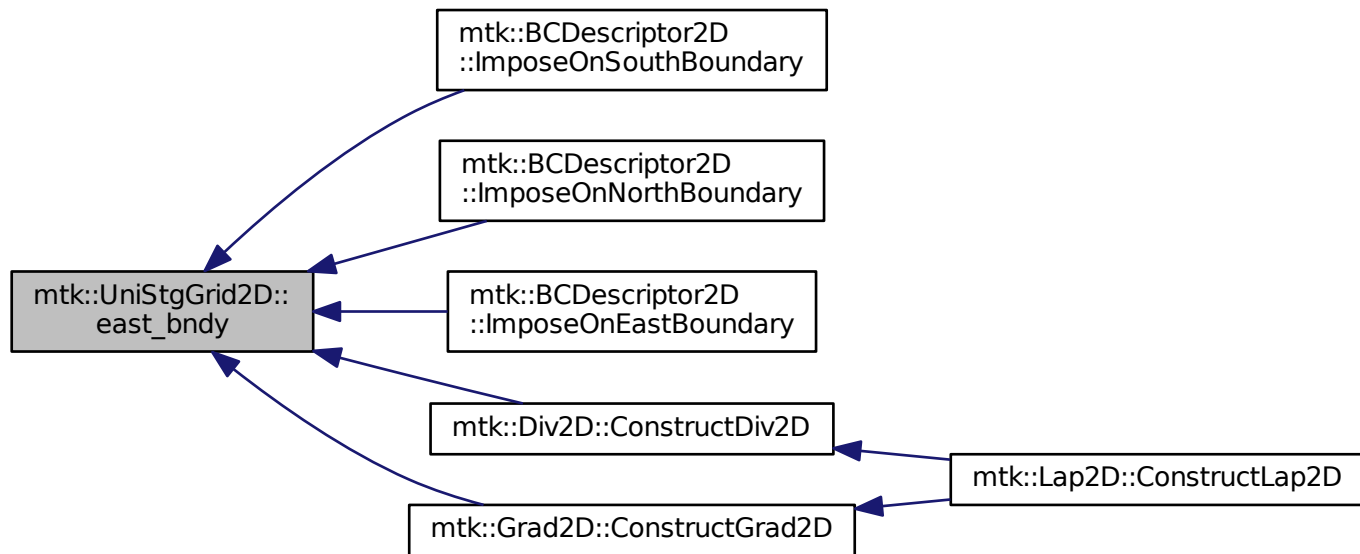 mtk::BCDescriptor2D
::ImposeOnSouthBoundary
mtk::BCDescriptor2D
::ImposeOnNorthBoundary
mtk::UniStgGrid2D::
east_bndy
mtk::BCDescriptor2D
::ImposeOnEastBoundary
mtk::Div2D::ConstructDiv2D
mtk::Lap2D::ConstructLap2D
mtk::Grad2D::ConstructGrad2D